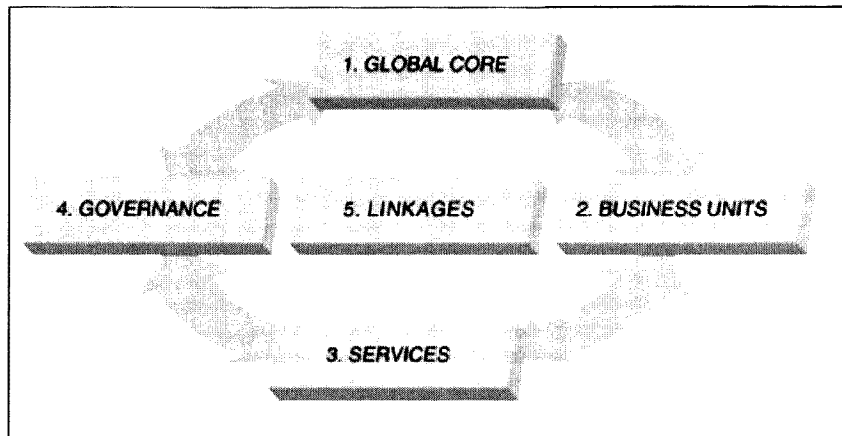 1. GLOBAL CORE
4. GOVERNANCE
5. LINKAGES
2. BUSINESS UNITS
3. SERVICES